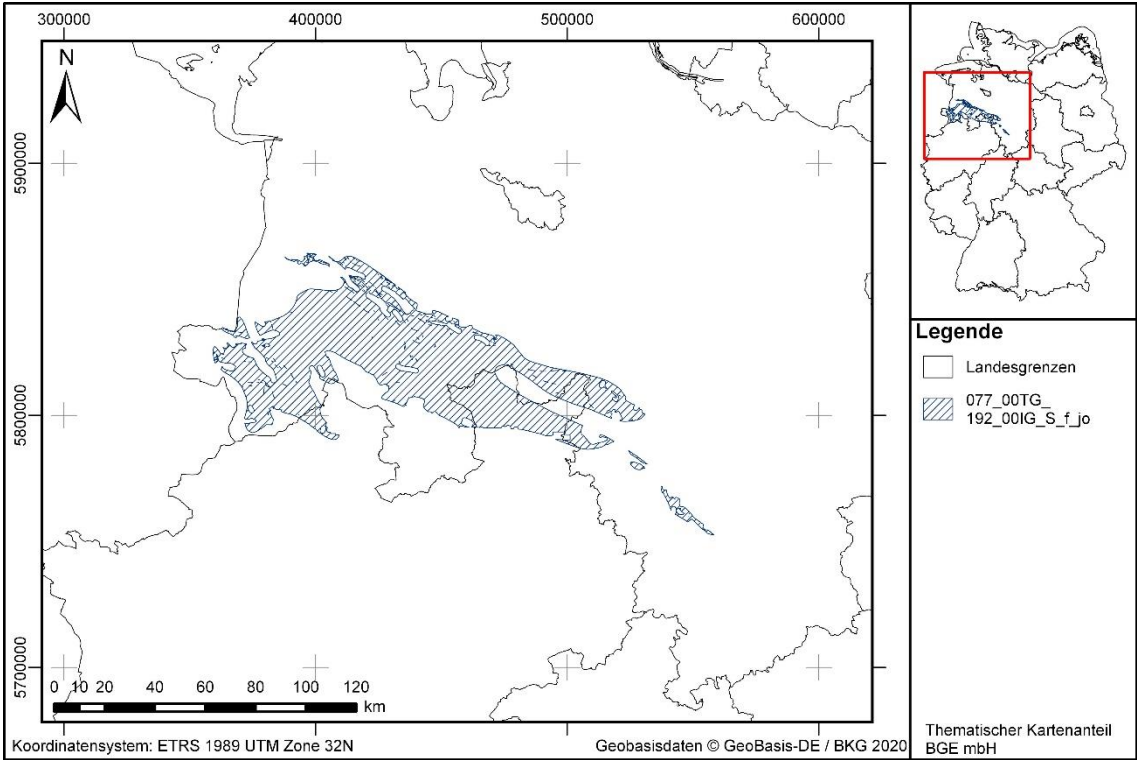 300000 400000 500000 600000
N
5900000
5800000
5700000
0 10 20 40 60 80 100 120
km
Koordinatensystem: ETRS 1989 UTM Zone 32N
Geobasisdaten © GeoBasis-DE / BKG 2020
Legende
Landesgrenzen
077_00TG_
192_00IG_S_f_jo
Thematischer Kartenanteil
BGE mbH